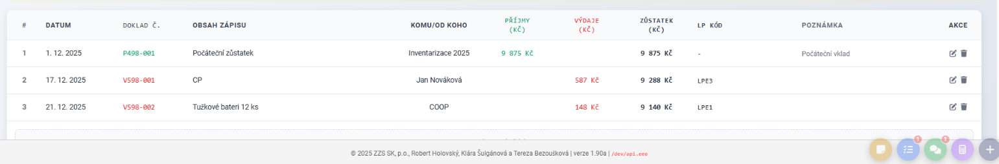 # DATUM DOKLAD Č. OBSAH ZÁPISU KOMU/OD KOHO PŘÍJMY (KČ) VÝDAJE (KČ) ZŮSTATEK (KČ) LP KÓD POZNÁMKA AKCE
1 1. 12. 2025 P498-001 Počáteční zůstatek Inventarizace 2025 9 875 Kč 9 875 Kč - Počáteční vklad
2 17. 12. 2025 V598-001 CP Jan Nováková 587 Kč 9 288 Kč LPE3
3 21. 12. 2025 V598-002 Tužkové bateri 12 ks COOP 148 Kč 9 140 Kč LPE1
1 1
© 2025 ZZS SK, p.o., Robert Holovský, Klára Šulgánová a Tereza Bezoušková | verze 1.90a | /dev/api.eeo